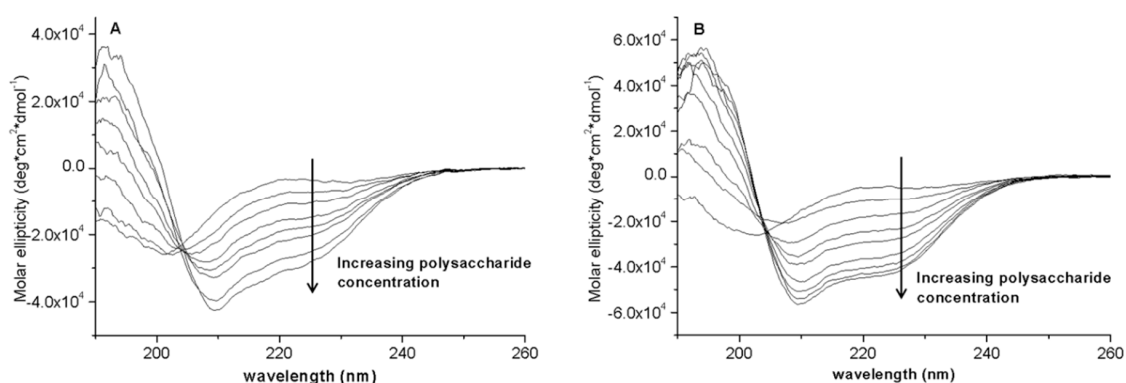 A
Molar ellipticity (deg*cm²*dmol⁻¹)
4.0x10⁴
2.0x10⁴
0.0
-2.0x10⁴
-4.0x10⁴
Increasing polysaccharide
concentration
200
220
240
260
wavelength (nm)
B
Molar ellipticity (deg*cm²*dmol⁻¹)
6.0x10⁴
4.0x10⁴
2.0x10⁴
0.0
-2.0x10⁴
-4.0x10⁴
-6.0x10⁴
Increasing polysaccharide
concentration
200
220
240
260
wavelength (nm)